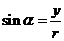 sin α = y/r